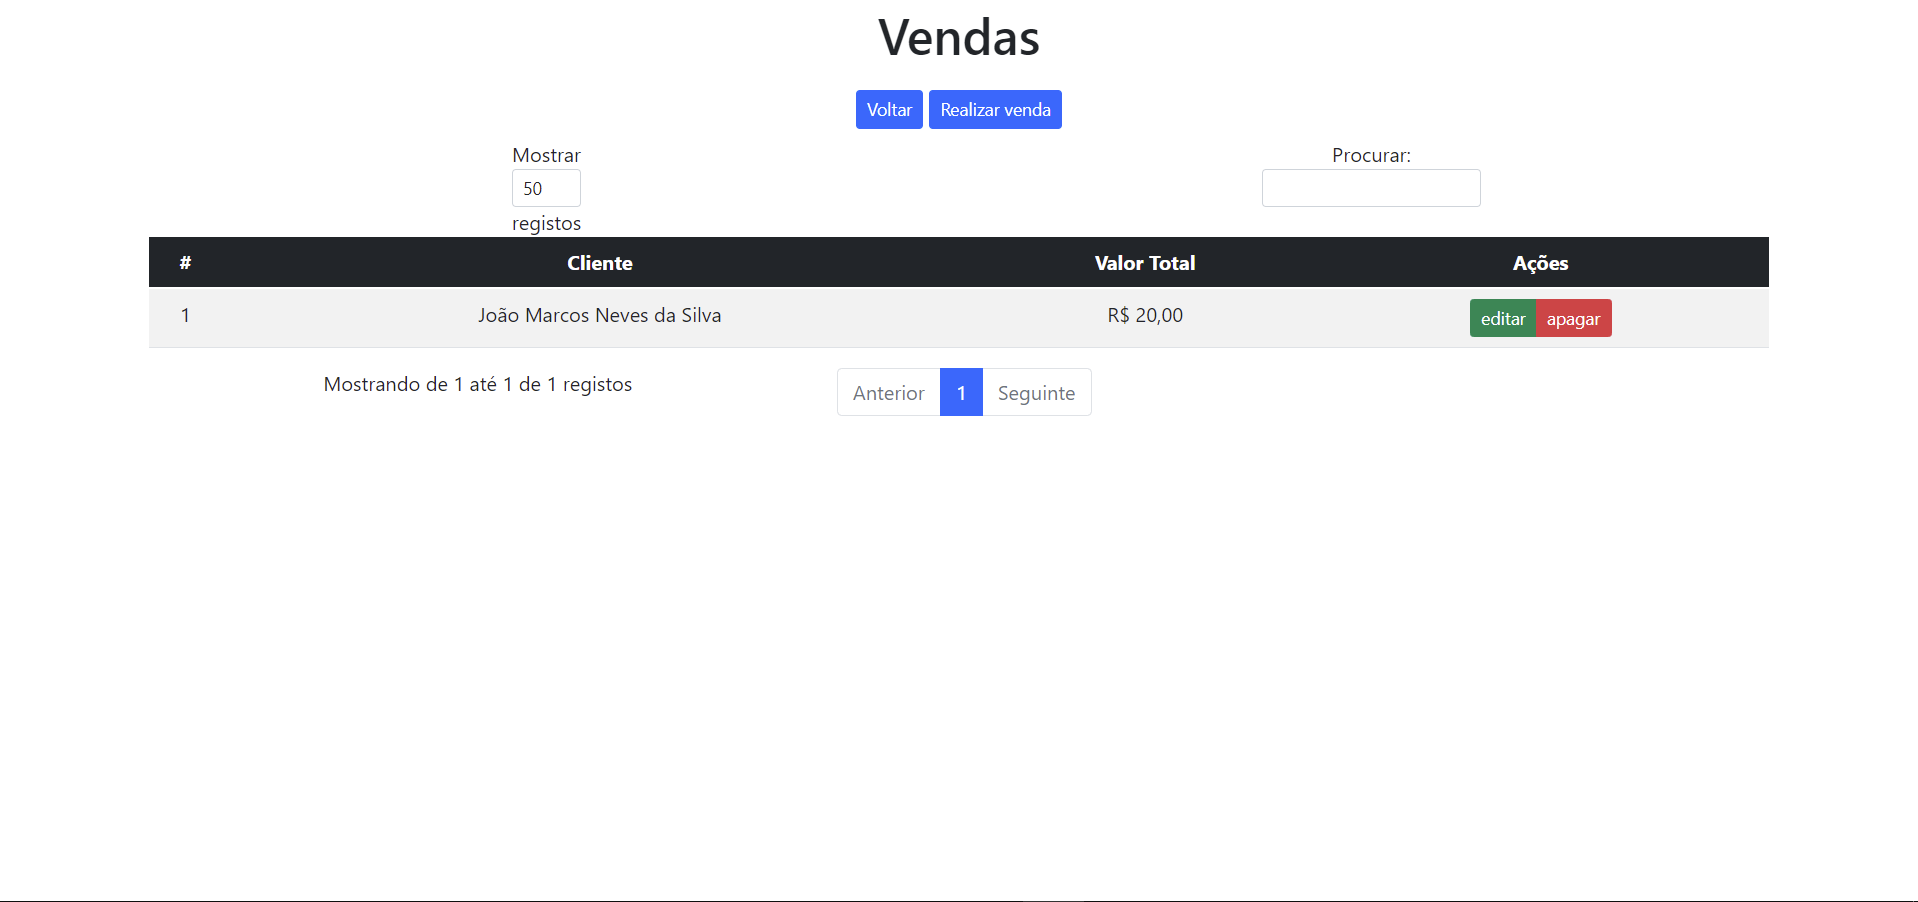 Vendas
Voltar Realizar venda
Mostrar
50
registos
Procurar:
# Cliente Valor Total Ações
1 João Marcos Neves da Silva R$ 20,00 editar apagar
Mostrando de 1 até 1 de 1 registos
Anterior 1 Seguinte